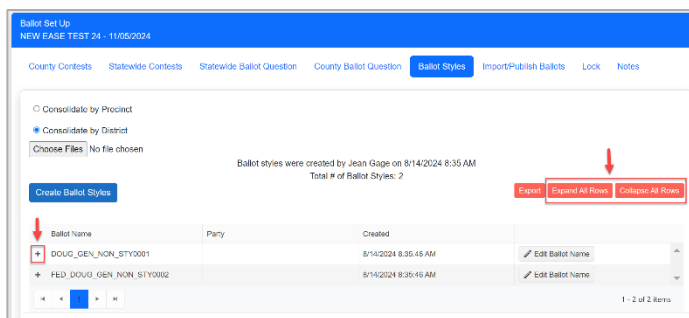 Ballot Set Up
NEW EASE TEST 24 - 11/05/2024
County Contests Statewide Contests Statewide Ballot Question County Ballot Question Ballot Styles Import/Publish Ballots Lock Notes
Consolidate by Precinct
Consolidate by District
Choose Files No file chosen
Ballot styles were created by Jean Gage on 8/14/2024 8:35 AM
Total # of Ballot Styles: 2
Create Ballot Styles Export Expand All Rows Collapse All Rows
Ballot Name Party Created
+ DOUG_GEN_NON_STY0001 8/14/2024 8:35:46 AM Edit Ballot Name
+ FED_DOUG_GEN_NON_STY0002 8/14/2024 8:35:46 AM Edit Ballot Name
1 1 - 2 of 2 items